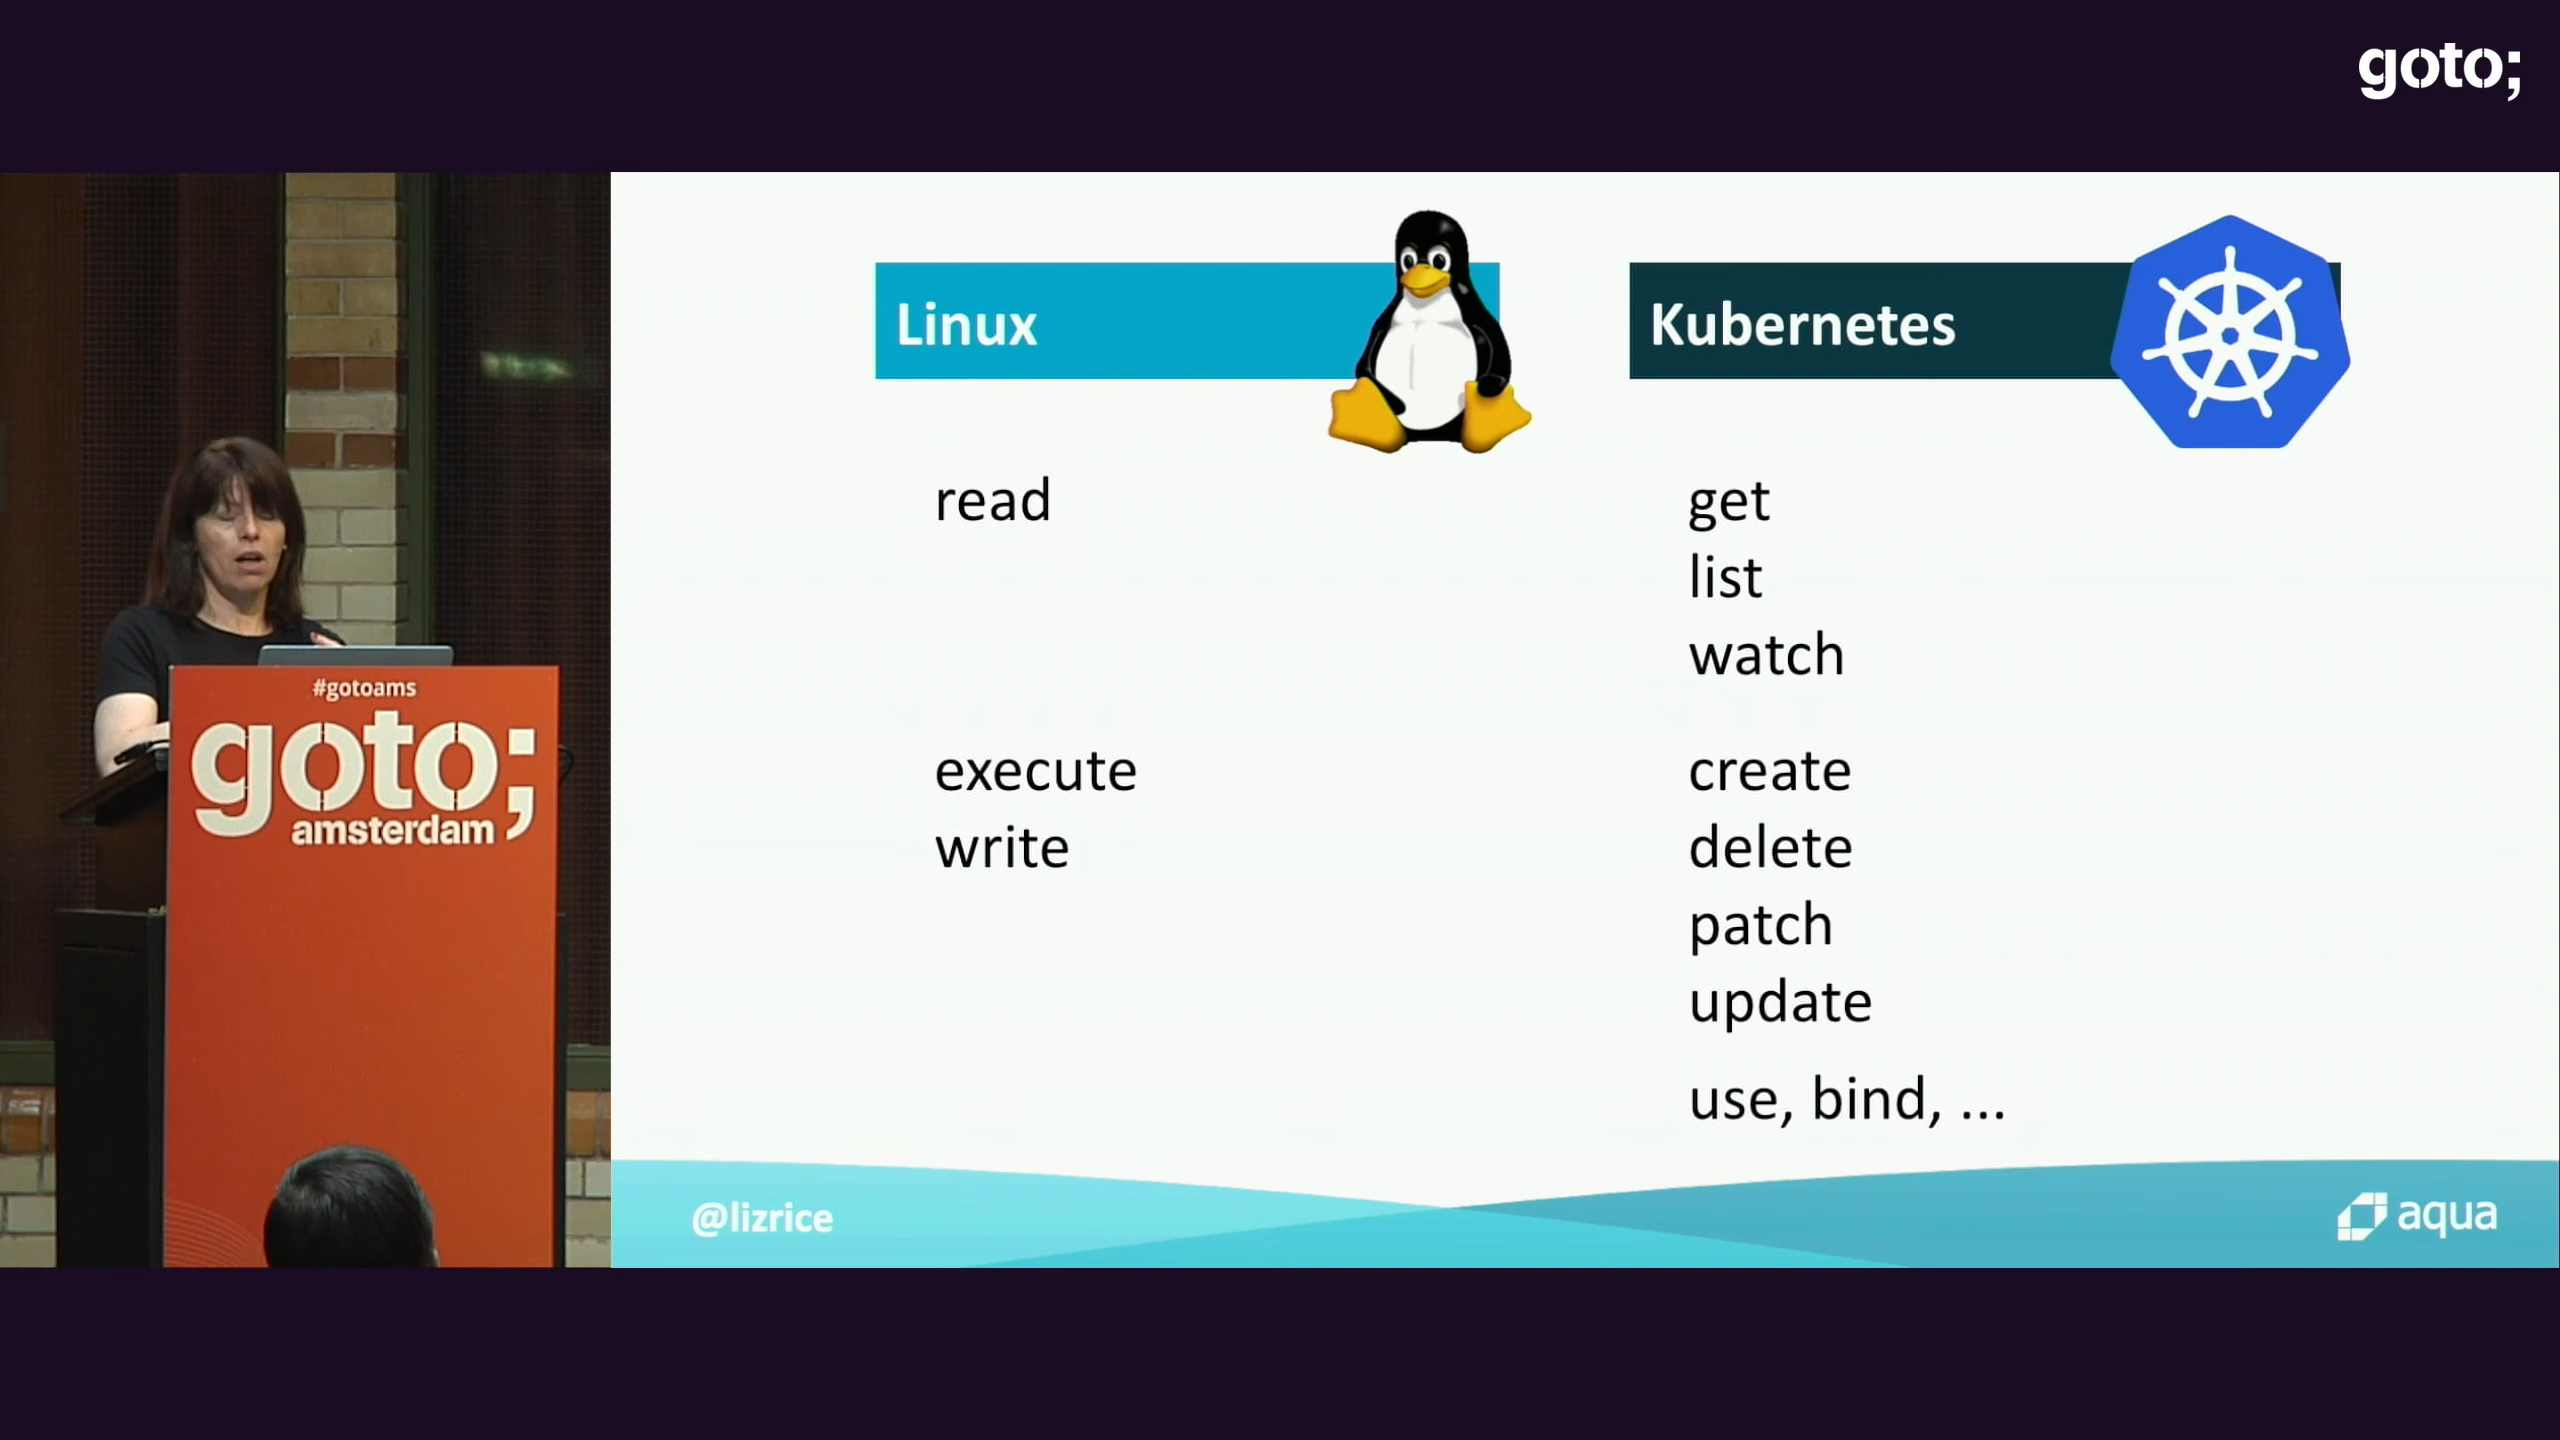 goto;
#gotoams
goto;
amsterdam
Linux
read
execute
write
Kubernetes
get
list
watch
create
delete
patch
update
use, bind, ...
@lizrice
aqua